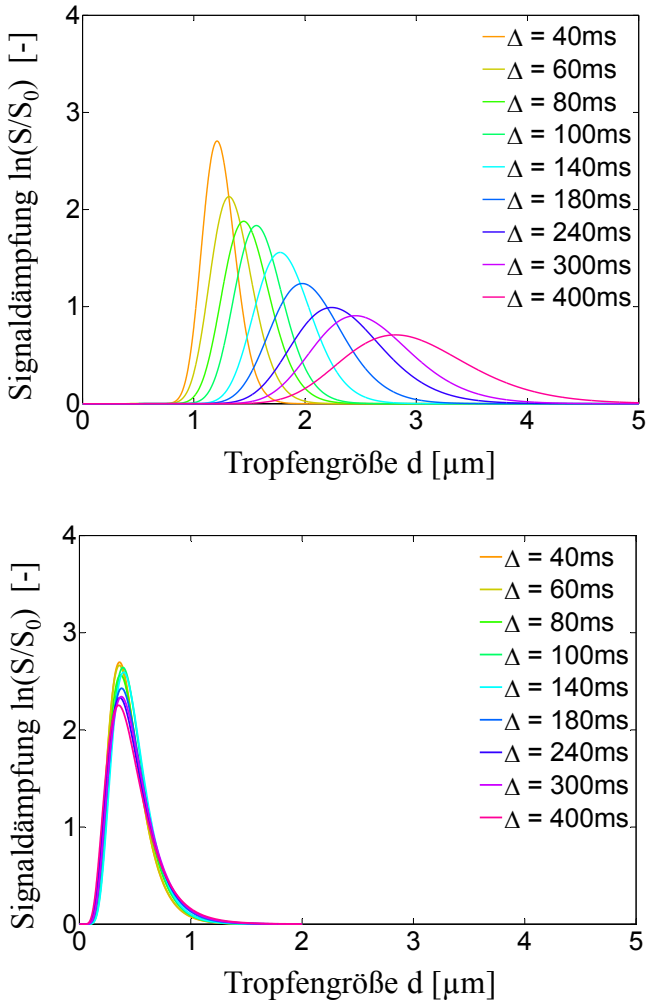 4
3
2
1
0
0
1
2
3
4
5
Signaldämpfung ln(S/S₀) [-]
Tropfengröße d [µm]
Δ = 40ms
Δ = 60ms
Δ = 80ms
Δ = 100ms
Δ = 140ms
Δ = 180ms
Δ = 240ms
Δ = 300ms
Δ = 400ms
4
3
2
1
0
0
1
2
3
4
5
Signaldämpfung ln(S/S₀) [-]
Tropfengröße d [µm]
Δ = 40ms
Δ = 60ms
Δ = 80ms
Δ = 100ms
Δ = 140ms
Δ = 180ms
Δ = 240ms
Δ = 300ms
Δ = 400ms